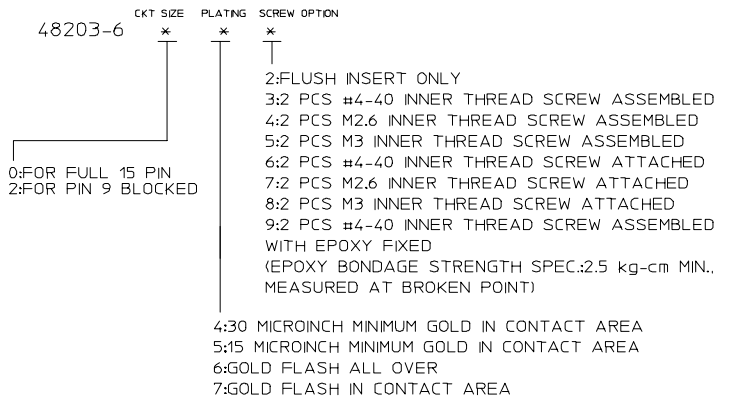 CKT SIZE PLATING SCREW OPTION
48203-6 * * *
2:FLUSH INSERT ONLY
3:2 PCS #4-40 INNER THREAD SCREW ASSEMBLED
4:2 PCS M2.6 INNER THREAD SCREW ASSEMBLED
5:2 PCS M3 INNER THREAD SCREW ASSEMBLED
6:2 PCS #4-40 INNER THREAD SCREW ATTACHED
7:2 PCS M2.6 INNER THREAD SCREW ATTACHED
8:2 PCS M3 INNER THREAD SCREW ATTACHED
9:2 PCS #4-40 INNER THREAD SCREW ASSEMBLED
WITH EPOXY FIXED
(EPOXY BONDAGE STRENGTH SPEC.:2.5 kg-cm MIN.,
MEASURED AT BROKEN POINT)
0:FOR FULL 15 PIN
2:FOR PIN 9 BLOCKED
4:30 MICROINCH MINIMUM GOLD IN CONTACT AREA
5:15 MICROINCH MINIMUM GOLD IN CONTACT AREA
6:GOLD FLASH ALL OVER
7:GOLD FLASH IN CONTACT AREA